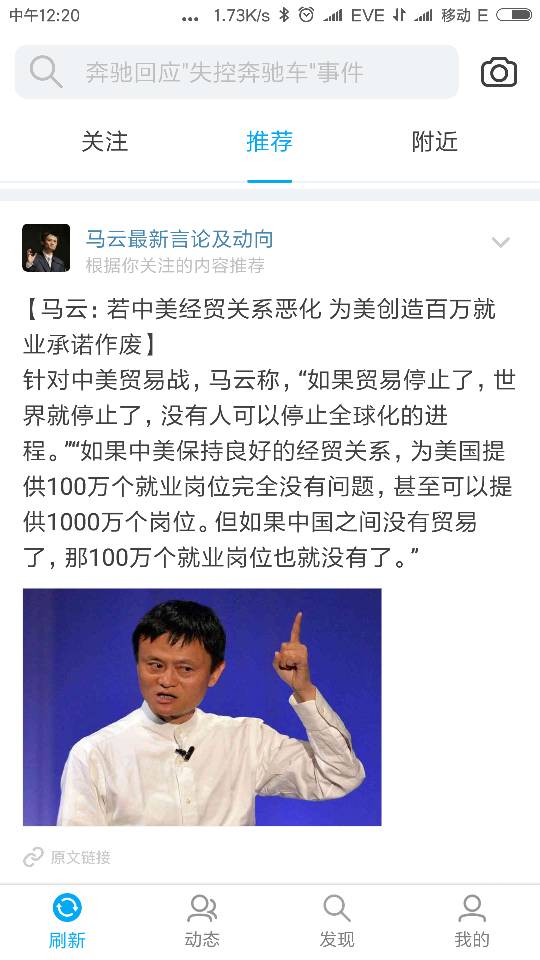 中午12:20 ... 1.73K/s EVE 移动 E
奔驰回应"失控奔驰车"事件
关注 推荐 附近
马云最新言论及动向
根据你关注的内容推荐
【马云：若中美经贸关系恶化 为美创造百万就
业承诺作废】
针对中美贸易战，马云称，“如果贸易停止了，世
界就停止了，没有人可以停止全球化的进
程。”“如果中美保持良好的经贸关系，为美国提
供100万个就业岗位完全没有问题，甚至可以提
供1000万个岗位。但如果中国之间没有贸易
了，那100万个就业岗位也就没有了。”
原文链接
刷新 动态 发现 我的